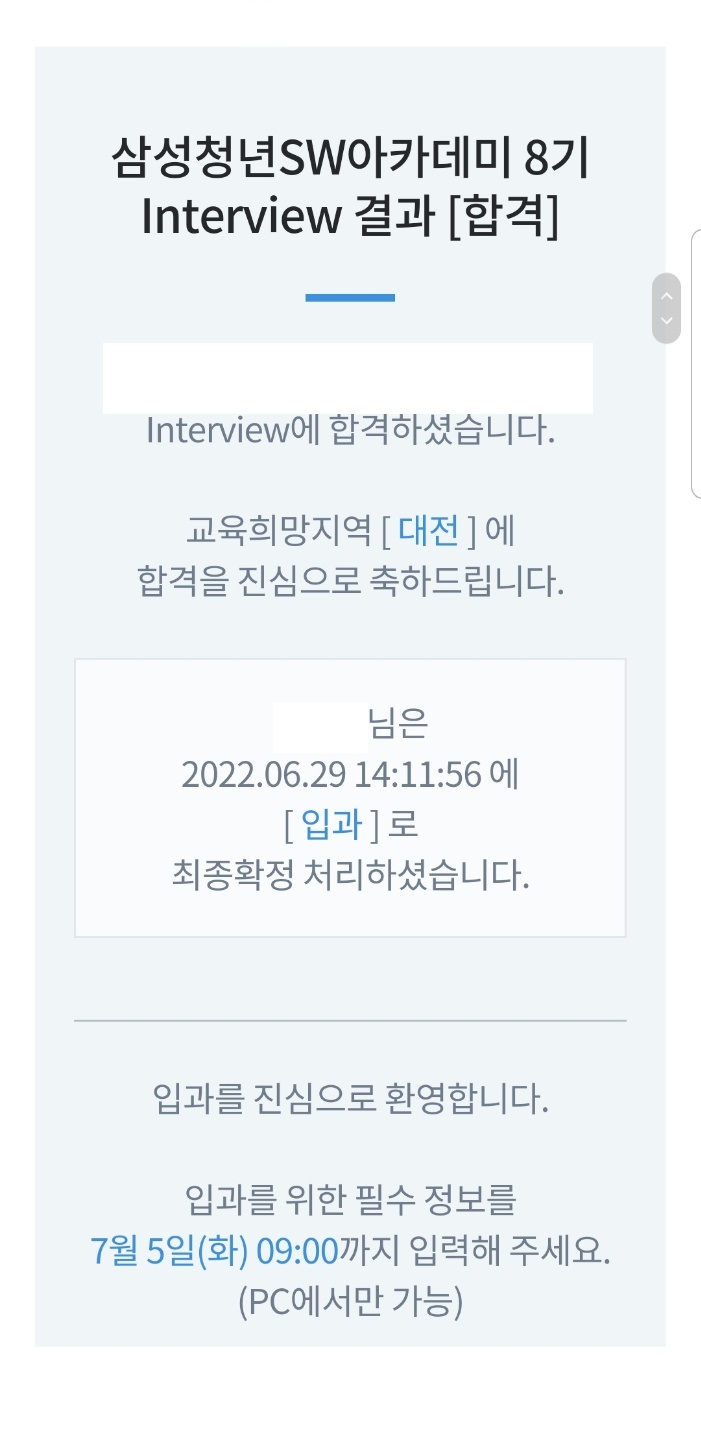 삼성청년SW아카데미 8기
Interview 결과 [합격]
Interview에 합격하셨습니다.
교육희망지역 [ 대전 ] 에
합격을 진심으로 축하드립니다.
님은
2022.06.29 14:11:56 에
[ 입과 ] 로
최종확정 처리하셨습니다.
입과를 진심으로 환영합니다.
입과를 위한 필수 정보를
7월 5일(화) 09:00까지 입력해 주세요.
(PC에서만 가능)